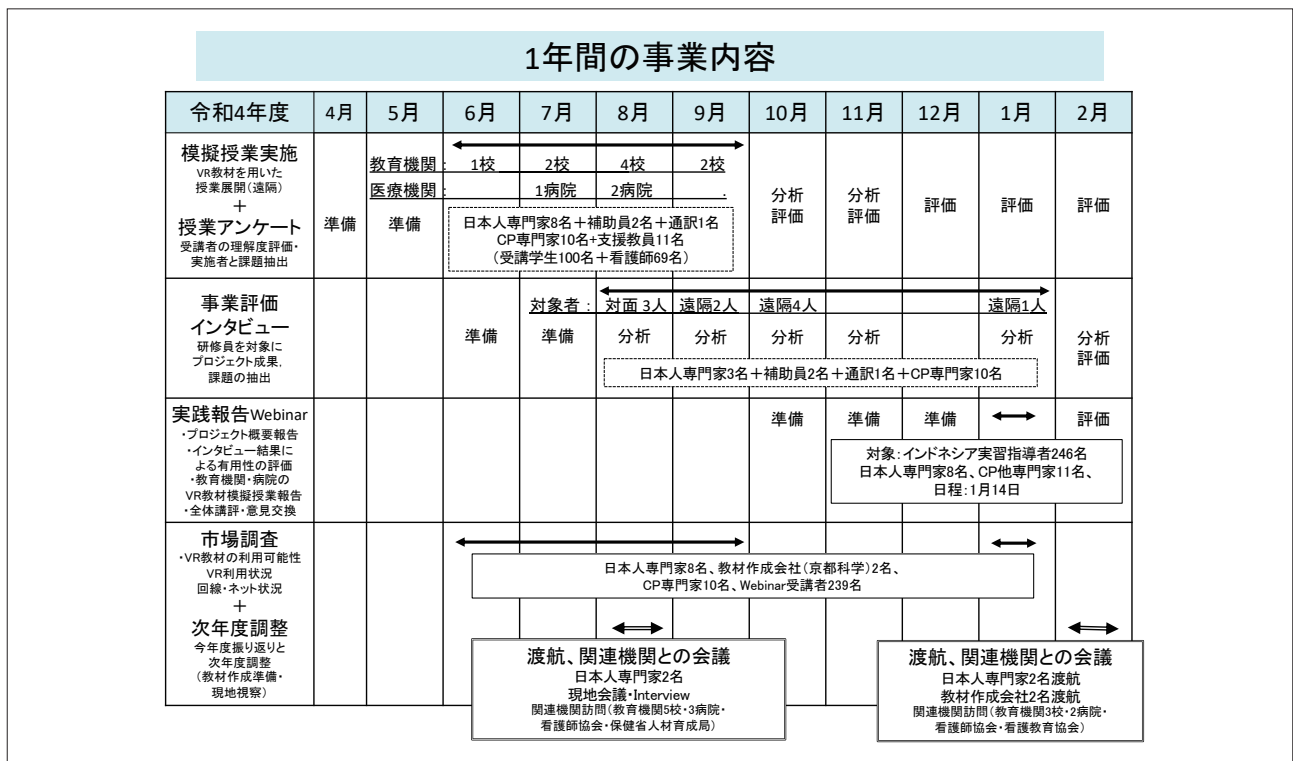 1年間の事業内容
令和4年度 4月 5月 6月 7月 8月 9月 10月 11月 12月 1月 2月
模擬授業実施
VR教材を用いた
授業展開(遠隔)
＋
授業アンケート
受講者の理解度評価・
実施者と課題抽出
教育機関： 1校 2校 4校 2校
医療機関： 1病院 2病院 .
準備 準備
日本人専門家8名＋補助員2名＋通訳1名
CP専門家10名+支援教員11名
(受講学生100名＋看護師69名)
分析 分析 評価 評価 評価
評価 評価
事業評価
インタビュー
研修員を対象に
プロジェクト成果,
課題の抽出
対象者： 対面 3人 遠隔2人 遠隔4人 遠隔1人
準備 準備 分析 分析 分析 分析 分析 分析
評価
日本人専門家3名＋補助員2名＋通訳1名＋CP専門家10名
実践報告Webinar
・プロジェクト概要報告
・インタビュー結果に
よる有用性の評価
・教育機関・病院の
VR教材模擬授業報告
・全体講評・意見交換
準備 準備 準備 評価
対象：インドネシア実習指導者246名
日本人専門家8名、CP他専門家11名、
日程：1月14日
市場調査
・VR教材の利用可能性
VR利用状況
回線・ネット状況
＋
次年度調整
今年度振り返りと
次年度調整
(教材作成準備・
現地視察)
日本人専門家8名、教材作成会社(京都科学)2名、
CP専門家10名、Webinar受講者239名
渡航、関連機関との会議
日本人専門家2名
現地会議・Interview
関連機関訪問(教育機関5校・3病院・
看護師協会・保健省人材育成局)
渡航、関連機関との会議
日本人専門家2名渡航
教材作成会社2名渡航
関連機関訪問(教育機関3校・2病院・
看護師協会・看護教育協会)